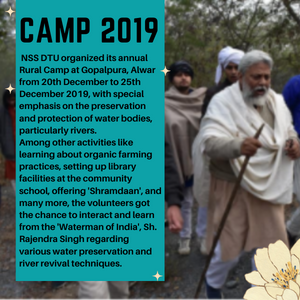 CAMP 2019
NSS DTU organized its annual
Rural Camp at Gopalpura, Alwar
from 20th December to 25th
December 2019, with special
emphasis on the preservation
and protection of water bodies,
particularly rivers.
Among other activities like
learning about organic farming
practices, setting up library
facilities at the community
school, offering 'Shramdaan', and
many more, the volunteers got
the chance to interact and learn
from the 'Waterman of India', Sh.
Rajendra Singh regarding
various water preservation and
river revival techniques.